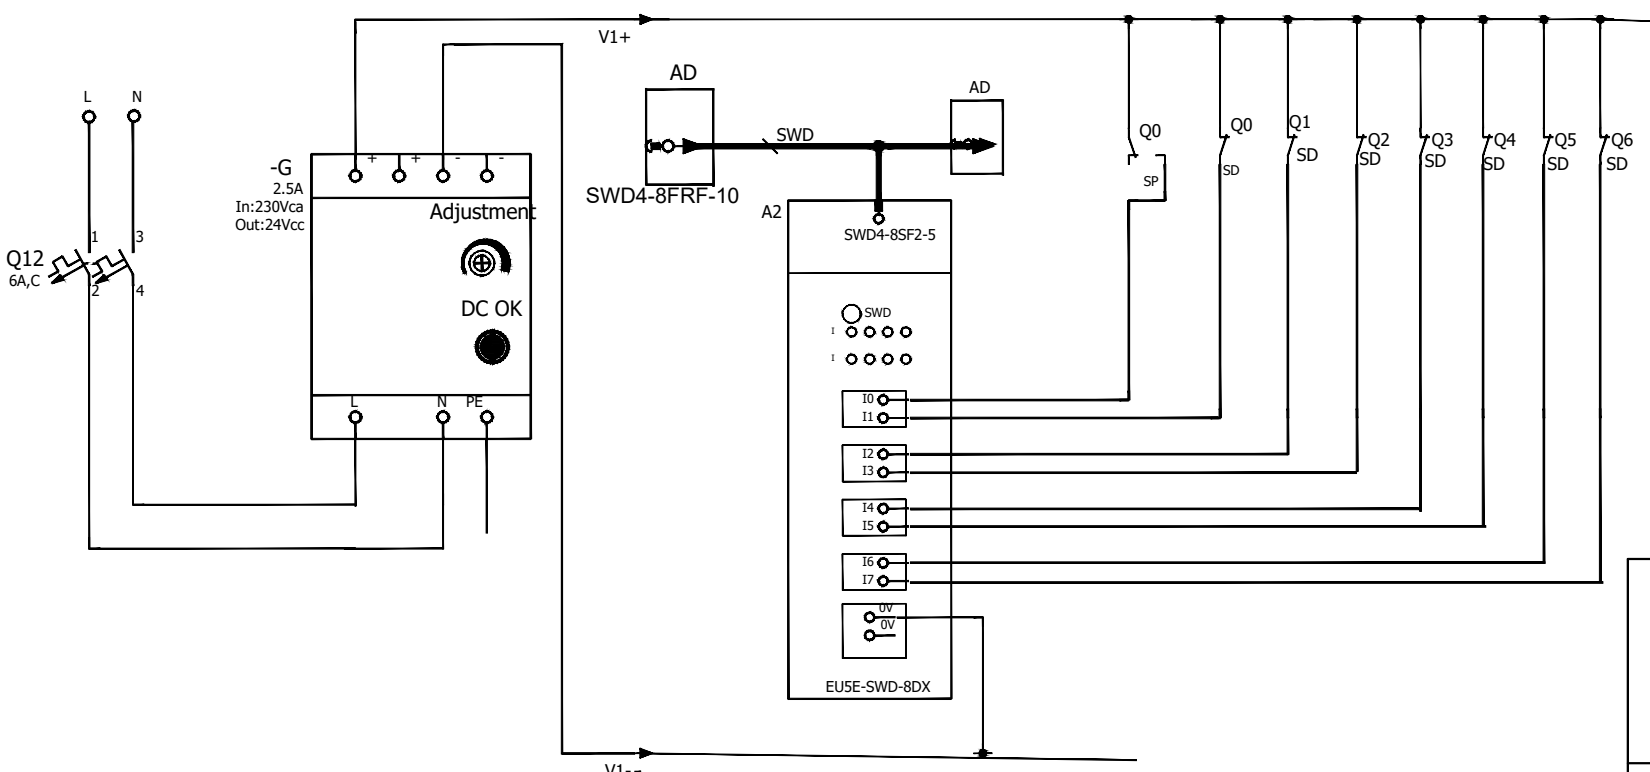 V1+
L N
AD
AD
SWD
SWD4-8FRF-10
Q0
SP
Q0
SD
Q1
SD
Q2
SD
Q3
SD
Q4
SD
Q5
SD
Q6
SD
-G
2.5A
In:230Vca
Out:24Vcc
+ + - -
Adjustment
DC OK
L N PE
Q12
6A,C
1 3
2 4
A2
SWD4-8SF2-5
SWD
I
I
I0
I1
I2
I3
I4
I5
I6
I7
0V
0V
EU5E-SWD-8DX